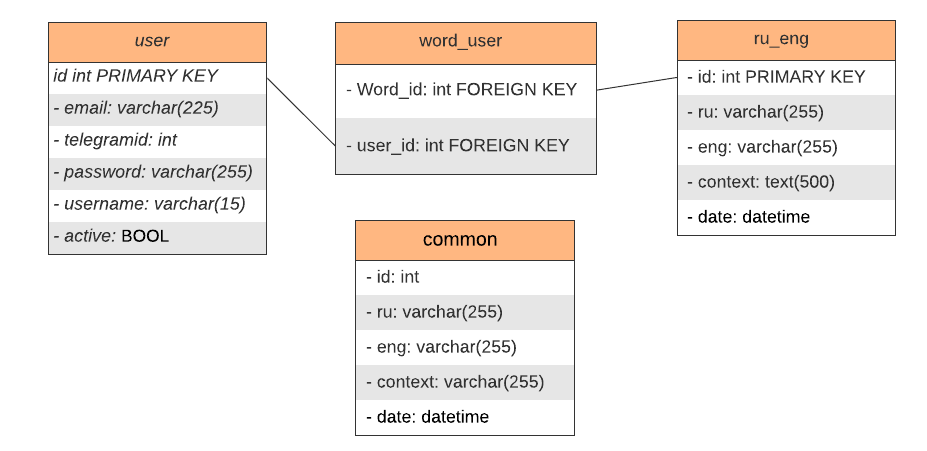 user
id int PRIMARY KEY
- email: varchar(225)
- telegramid: int
- password: varchar(255)
- username: varchar(15)
- active: BOOL
word_user
- Word_id: int FOREIGN KEY
- user_id: int FOREIGN KEY
ru_eng
- id: int PRIMARY KEY
- ru: varchar(255)
- eng: varchar(255)
- context: text(500)
- date: datetime
common
- id: int
- ru: varchar(255)
- eng: varchar(255)
- context: varchar(255)
- date: datetime